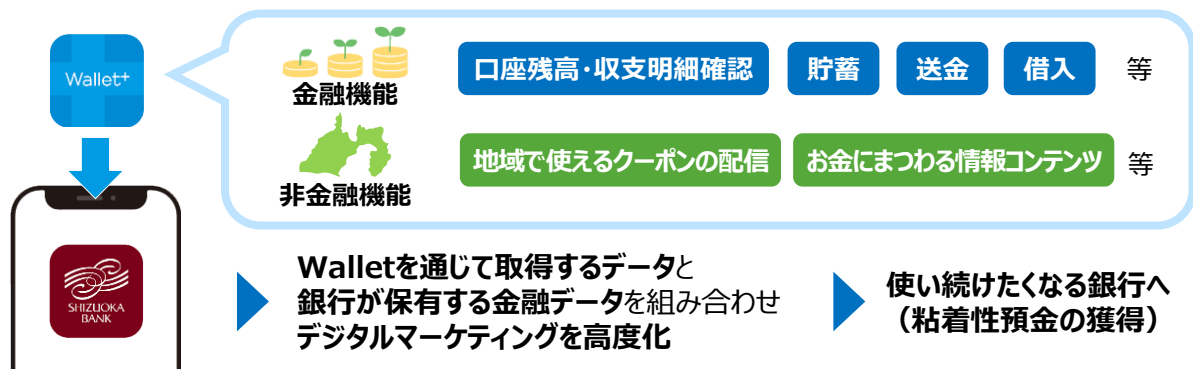 Wallet+
金融機能
口座残高・収支明細確認 貯蓄 送金 借入 等
非金融機能
地域で使えるクーポンの配信 お金にまつわる情報コンテンツ 等
SHIZUOKA
BANK
Walletを通じて取得するデータと
銀行が保有する金融データを組み合わせ
デジタルマーケティングを高度化
使い続けたくなる銀行へ
（粘着性預金の獲得）